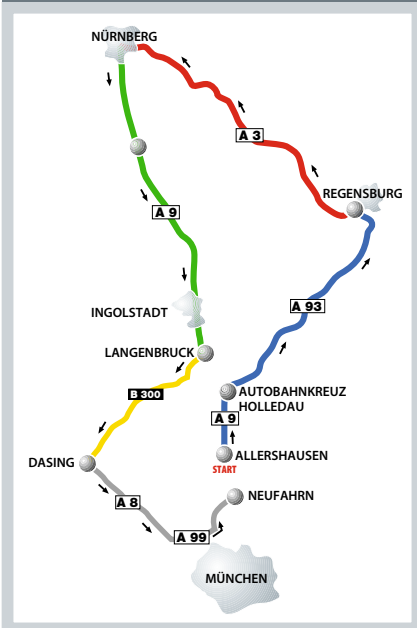 NÜRNBERG
A 3
REGENSBURG
A 9
A 93
INGOLSTADT
LANGENBRUCK
B 300
AUTOBAHNKREUZ
HOLLEDAU
A 9
ALLERSHAUSEN
START
DASING
NEUFAHRN
A 8
A 99
MÜNCHEN